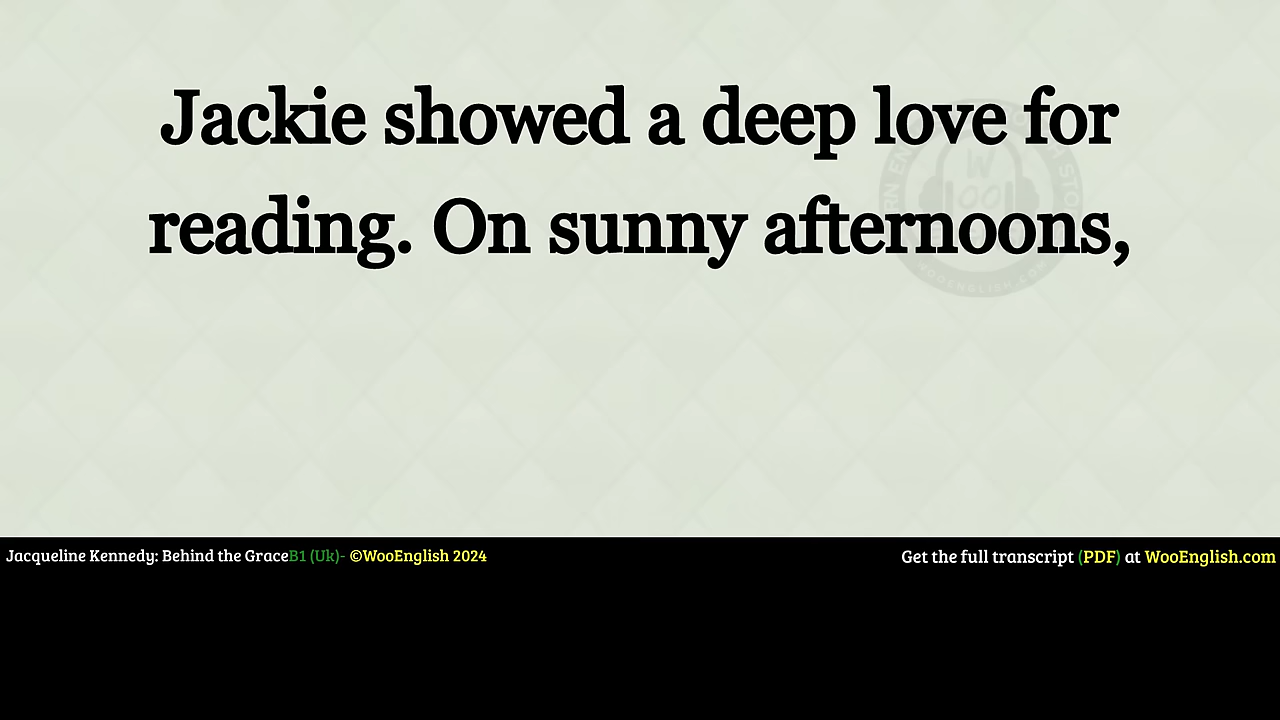 Jackie showed a deep love for
reading. On sunny afternoons,
Jacqueline Kennedy: Behind the GraceB1 (Uk)- ©WooEnglish 2024
Get the full transcript (PDF) at WooEnglish.com